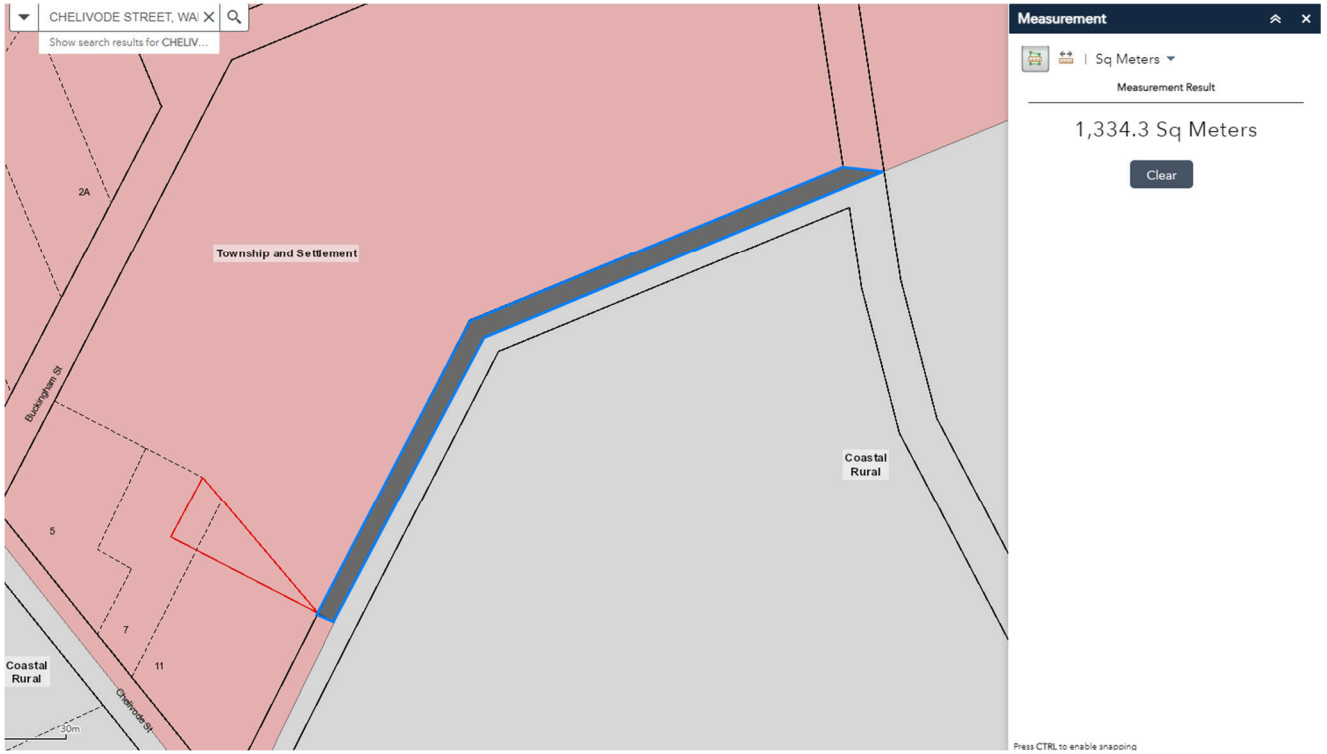 CHELIVODE STREET, WAI
Show search results for CHELIV...
Measurement
Sq Meters
Measurement Result
1,334.3 Sq Meters
Clear
2A
Township and Settlement
Buckingham St
Coastal
Rural
5
7
11
Coastal
Rural
Chelivode St
30m
Press CTRL to enable snapping